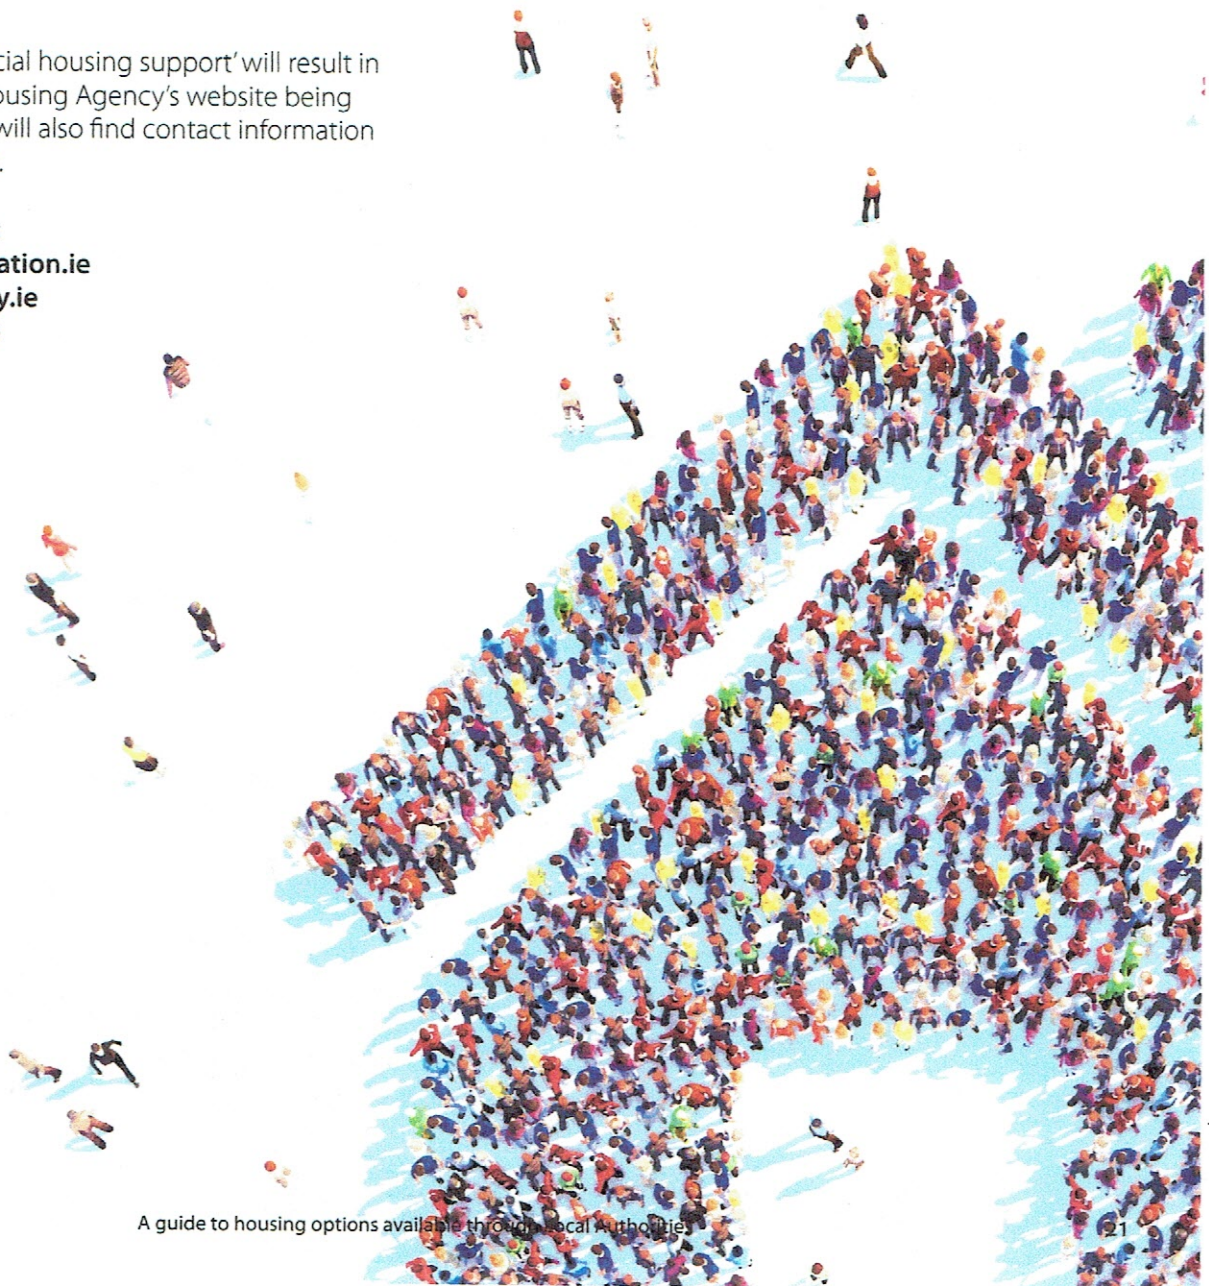 cial housing support' will result in
ousing Agency's website being
will also find contact information
.
ation.ie
y.ie
A guide to housing options available through Local Authorities
21